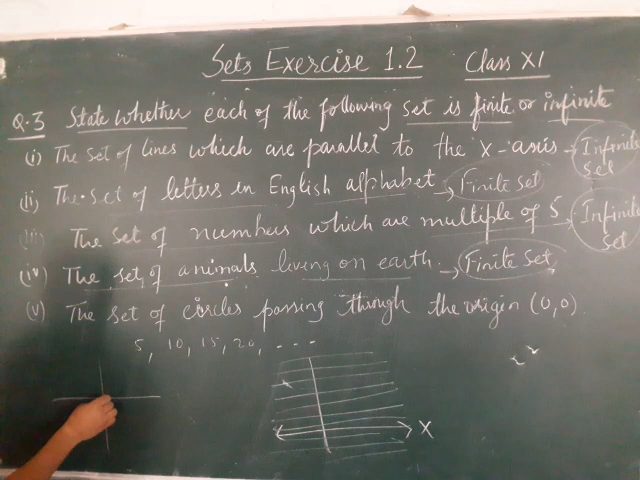 Sets Exercise 1.2 Class XI
Q.3 State whether each of the following set is finite or infinite
(i) The set of lines which are parallel to the X-axis → Infinite Set
(ii) The set of letters in English alphabet → Finite Set
(iii) The set of numbers which are multiple of 5 → Infinite Set
(iv) The set of animals living on earth. → Finite Set
(v) The set of circles passing through the origin (0,0).
5, 10, 15, 20, ...
X